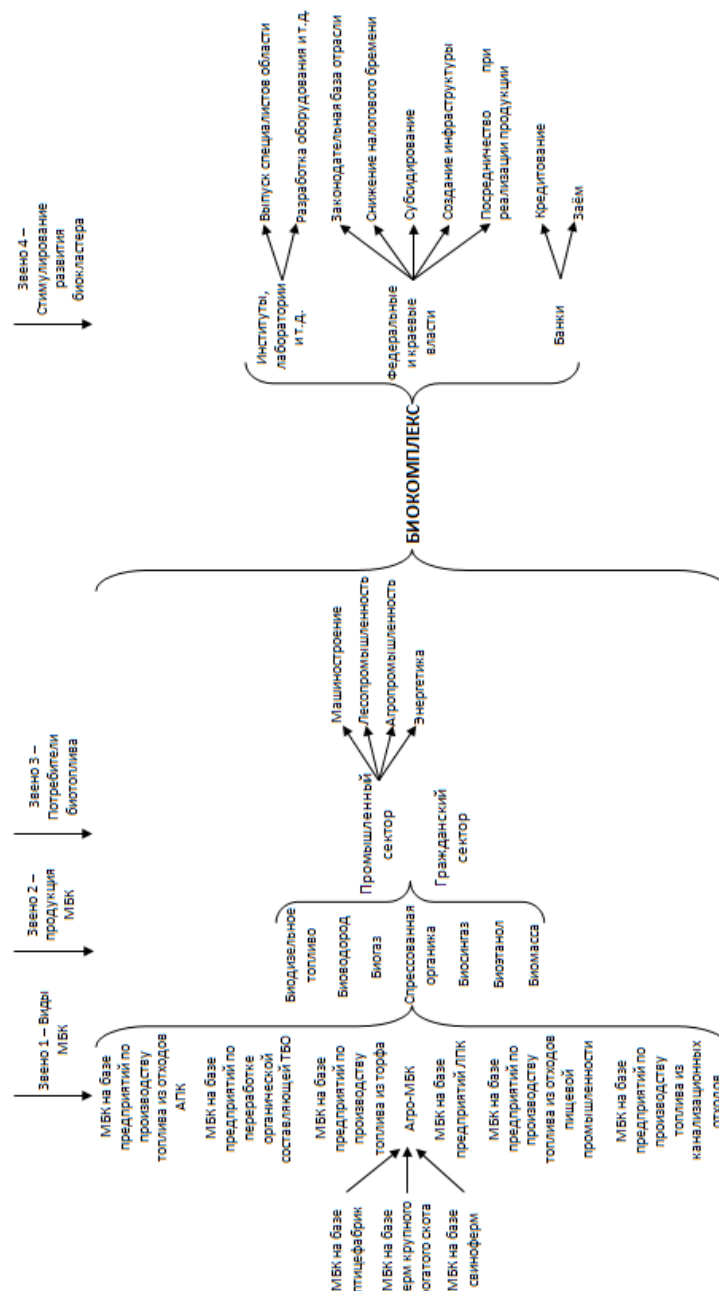 Звено 1 – Виды
МБК
Звено 2 –
продукция
МБК
Звено 3 –
Потребители
биотоплива
Звено 4 –
Стимулирование
развития
биокластера
МБК на базе
птицефабрик
МБК на базе
ферм крупного
рогатого скота
МБК на базе
свиноферм
МБК на базе
предприятий по
производству
топлива из отходов
АПК
МБК на базе
предприятий по
переработке
органической
составляющей ТБО
МБК на базе
предприятий по
производству
топлива из торфа
Агро-МБК
МБК на базе
предприятий ЛПК
МБК на базе
предприятий по
производству
топлива из отходов
пищевой
промышленности
МБК на базе
предприятий по
производству
топлива из
канализационных
отходов
Биодизельное
топливо
Биоводород
Биогаз
Спрессованная
органика
Биосингаз
Биоэтанол
Биомасса
Промышленный
сектор
Гражданский
сектор
Машиностроение
Лесопромышленность
Агропромышленность
Энергетика
БИОКОМПЛЕКС
Институты,
лаборатории
и т.д.
Федеральные
и краевые
власти
Банки
Выпуск специалистов области
Разработка оборудования и т.д.
Законодательная база отрасли
Снижение налогового бремени
Субсидирование
Создание инфраструктуры
Посредничество при
реализации продукции
Кредитование
Заём